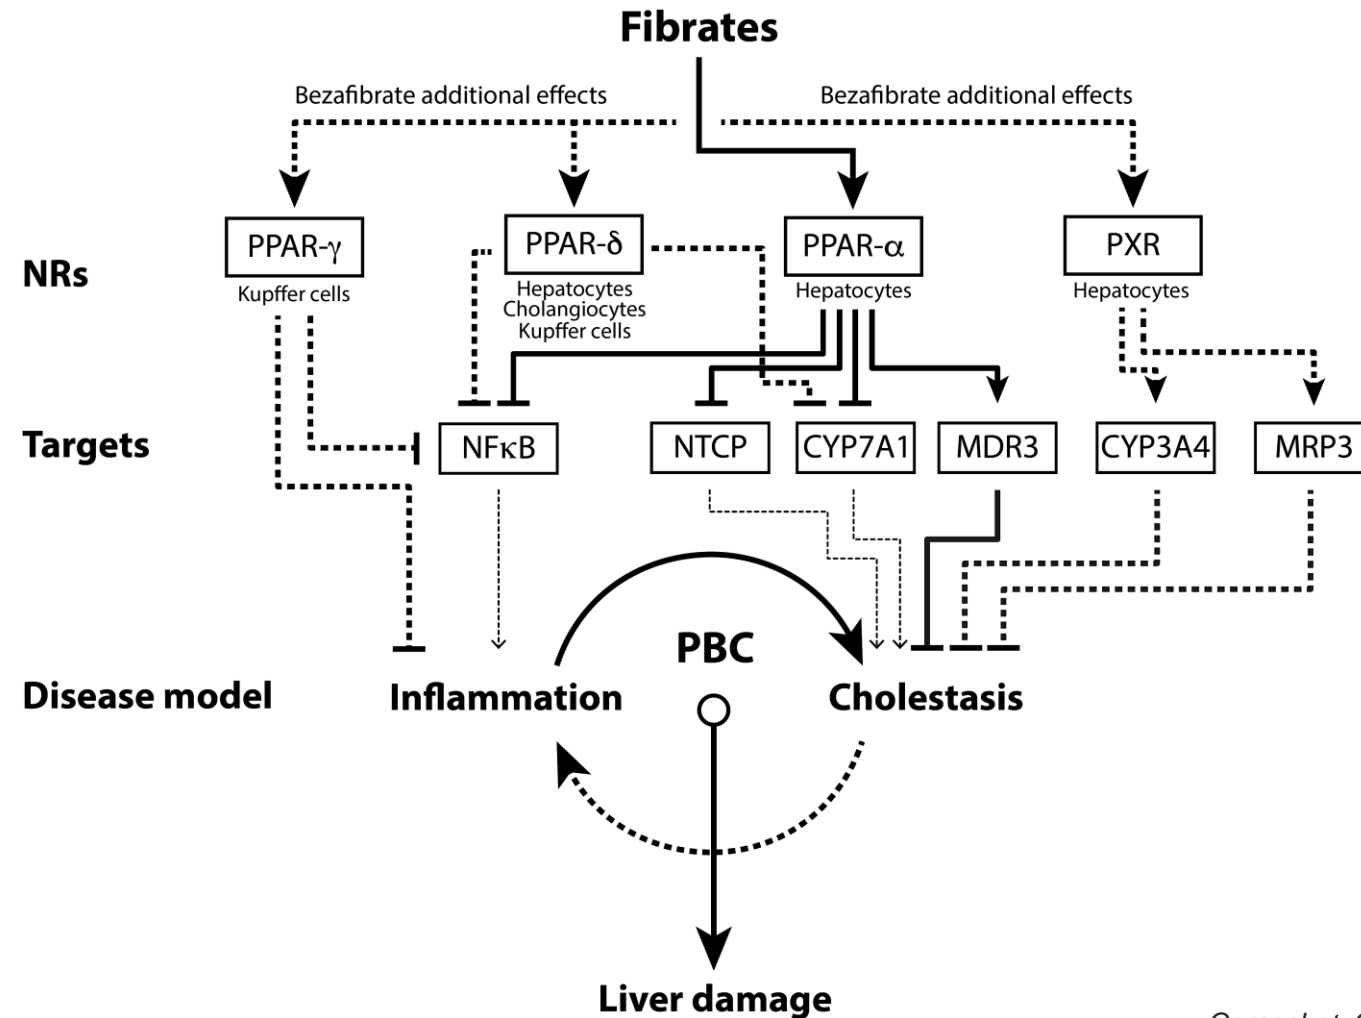 Fibrates
Bezafibrate additional effects
Bezafibrate additional effects
NRs
PPAR-γ
Kupffer cells
PPAR-δ
Hepatocytes
Cholangiocytes
Kupffer cells
PPAR-α
Hepatocytes
PXR
Hepatocytes
Targets
NFκB
NTCP
CYP7A1
MDR3
CYP3A4
MRP3
PBC
Disease model
Inflammation
Cholestasis
Liver damage